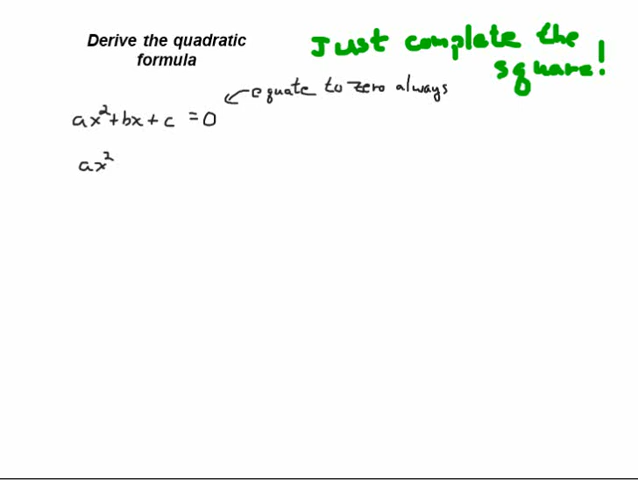 Derive the quadratic
formula
Just complete the
square!
equate to zero always
ax²+bx+c =0
ax²